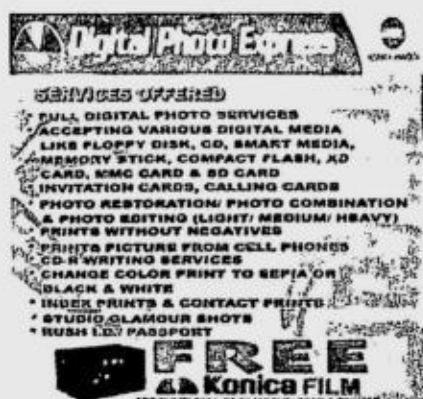 Digital Photo Express
SERVICES OFFERED
* FULL DIGITAL PHOTO SERVICES
* ACCEPTING VARIOUS DIGITAL MEDIA
LIKE FLOPPY DISK, CD, SMART MEDIA,
MEMORY STICK, COMPACT FLASH, XD
CARD, MMC CARD & SD CARD
* INVITATION CARDS, CALLING CARDS
* PHOTO RESTORATION/ PHOTO COMBINATION
& PHOTO EDITING (LIGHT/ MEDIUM/ HEAVY)
* PRINTS WITHOUT NEGATIVES
* PRINTS PICTURE FROM CELL PHONES
* CD-R WRITING SERVICES
* CHANGE COLOR PRINT TO SEPIA OR
BLACK & WHITE
* INDEX PRINTS & CONTACT PRINTS
* STUDIO GLAMOUR SHOTS
* RUSH I.D./ PASSPORT
FREE
Konica FILM